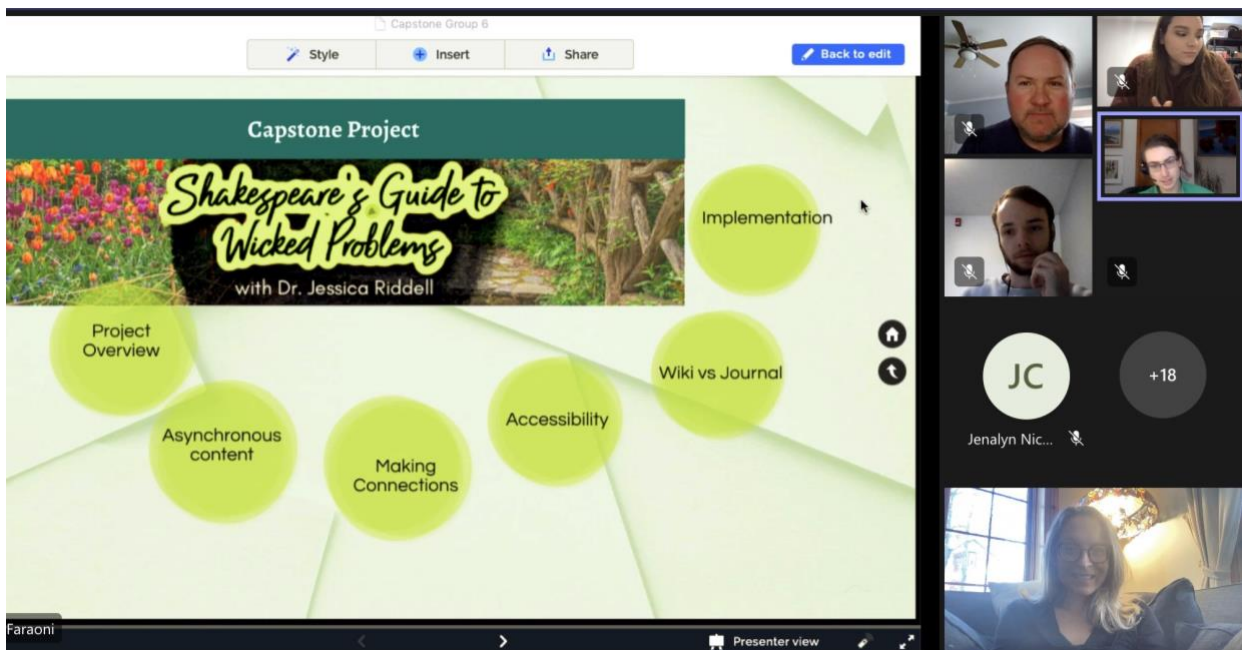 Capstone Group 6
Style
Insert
Share
Back to edit
Capstone Project
Shakespeare's Guide to
Wicked Problems
with Dr. Jessica Riddell
Implementation
Project
Overview
Wiki vs Journal
Accessibility
Asynchronous
content
Making
Connections
JC
+18
Jenalyn Nic...
Faraoni
Presenter view